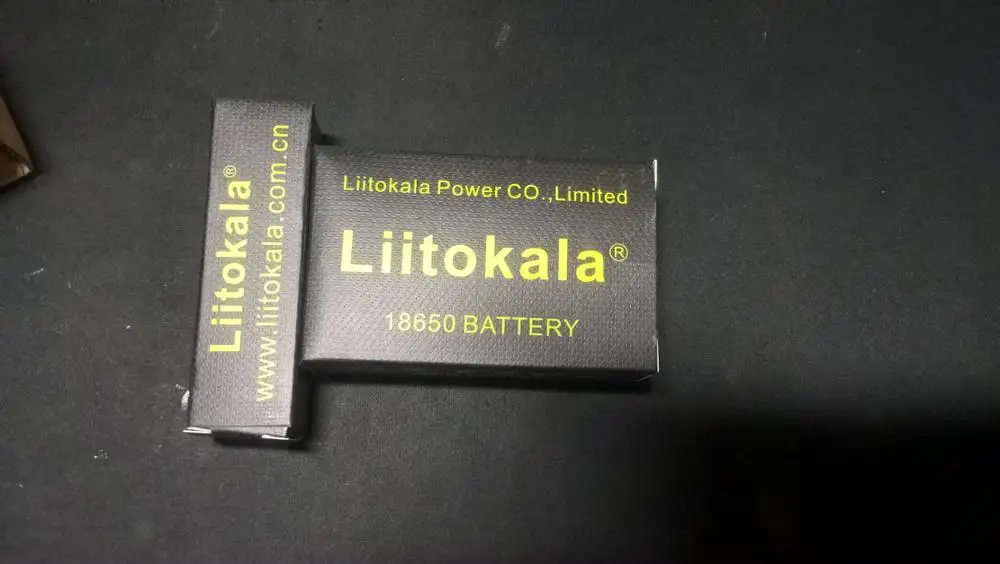 Liitokala®
www.liitokala.com.cn
Liitokala Power CO.,Limited
Liitokala®
18650 BATTERY